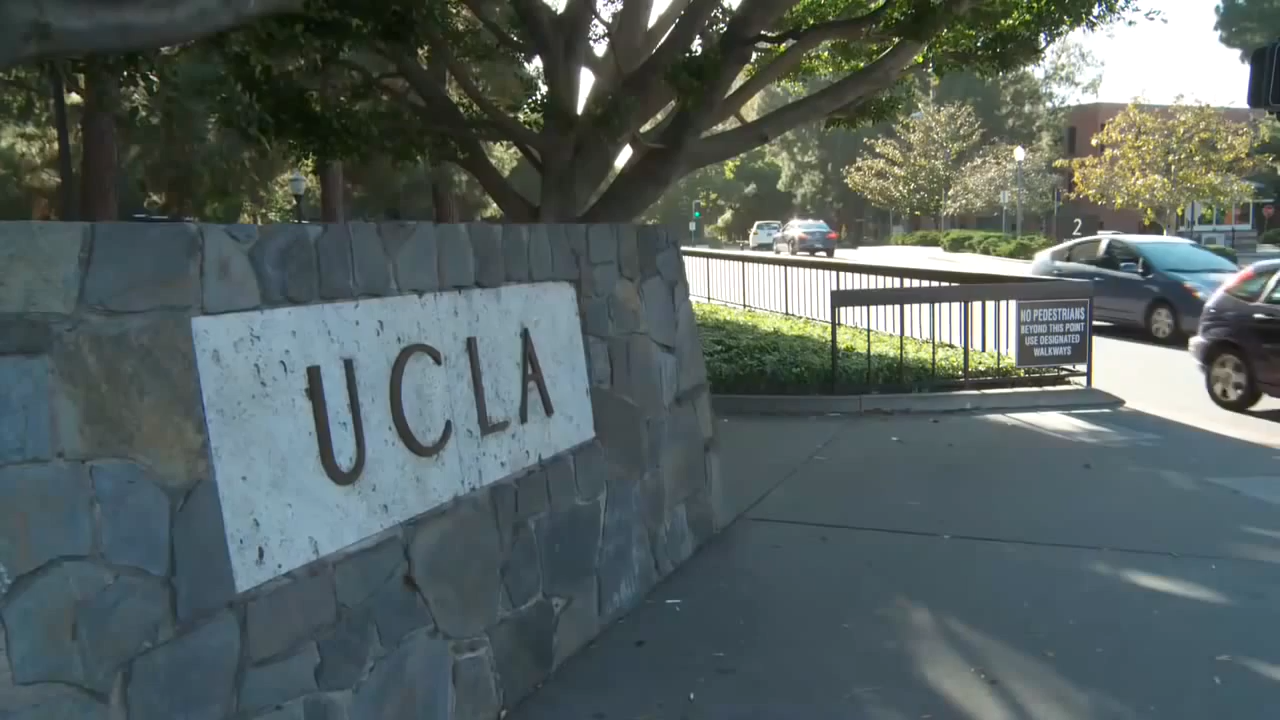 UCLA
2
NO PEDESTRIANS
BEYOND THIS POINT
USE DESIGNATED
WALKWAYS